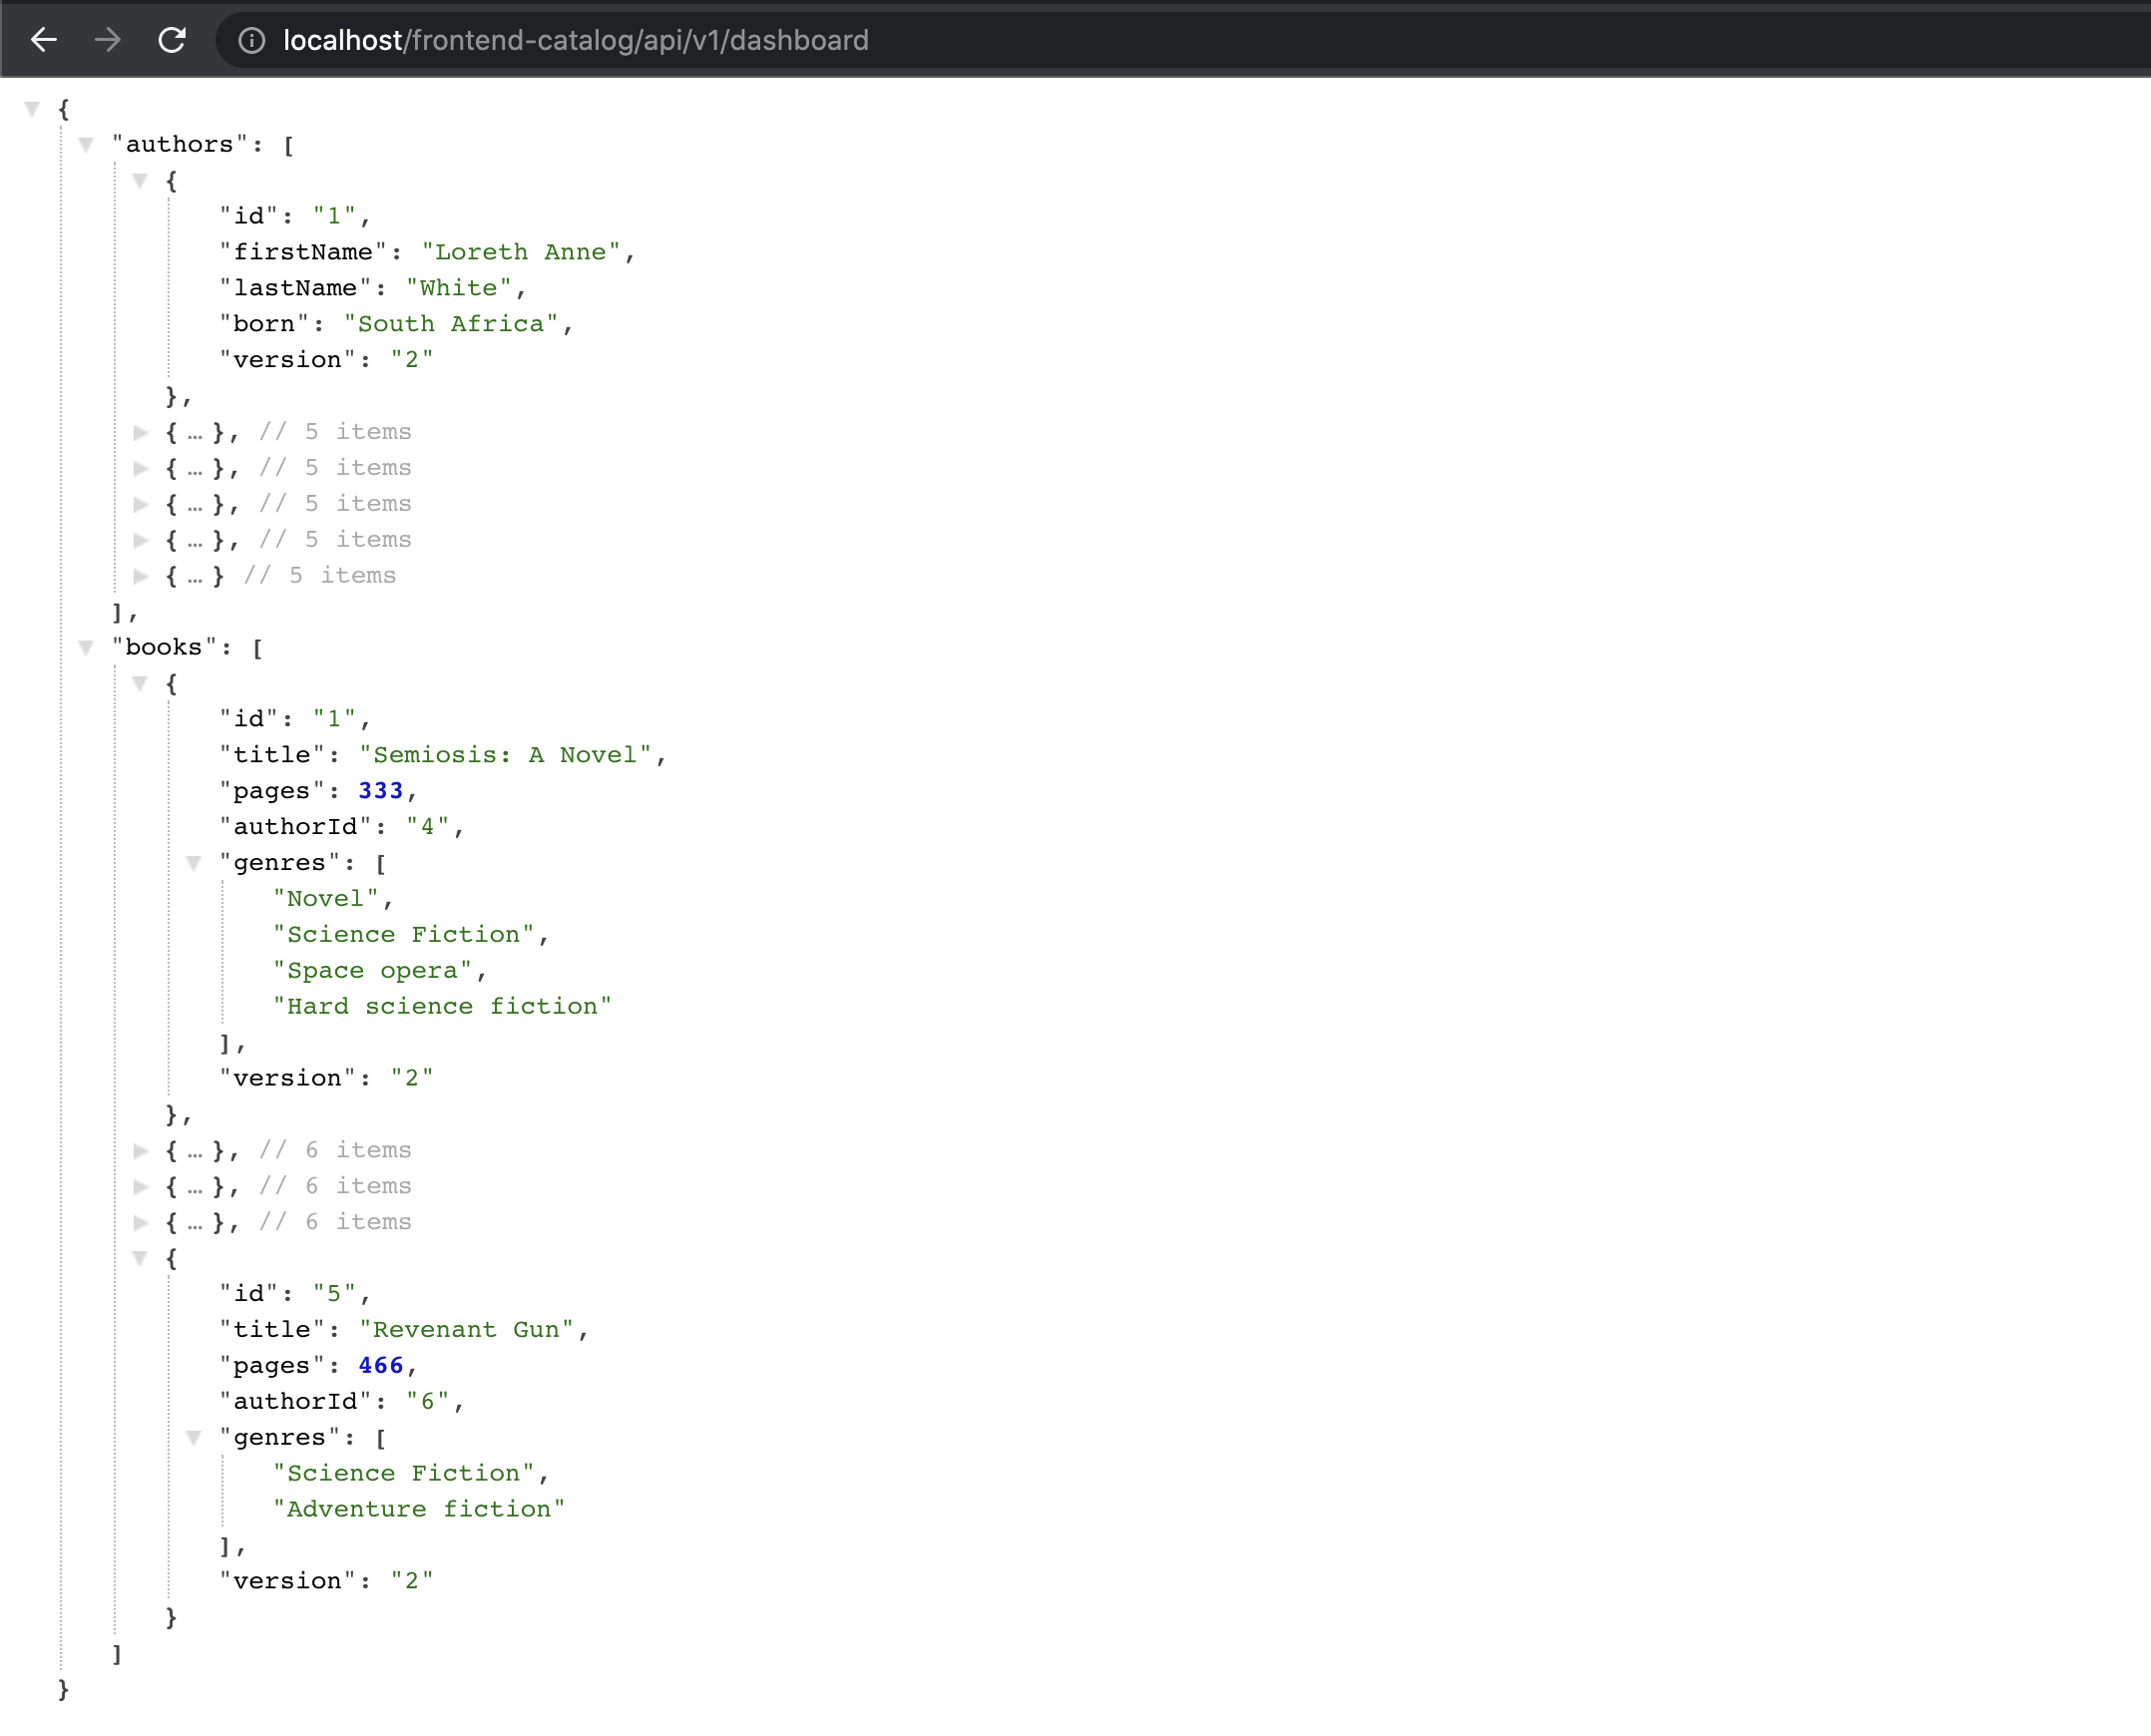 localhost/frontend-catalog/api/v1/dashboard
{
"authors": [
{
"id": "1",
"firstName": "Loreth Anne",
"lastName": "White",
"born": "South Africa",
"version": "2"
},
{ … }, // 5 items
{ … }, // 5 items
{ … }, // 5 items
{ … }, // 5 items
{ … } // 5 items
],
"books": [
{
"id": "1",
"title": "Semiosis: A Novel",
"pages": 333,
"authorId": "4",
"genres": [
"Novel",
"Science Fiction",
"Space opera",
"Hard science fiction"
],
"version": "2"
},
{ … }, // 6 items
{ … }, // 6 items
{ … }, // 6 items
{
"id": "5",
"title": "Revenant Gun",
"pages": 466,
"authorId": "6",
"genres": [
"Science Fiction",
"Adventure fiction"
],
"version": "2"
}
]
}